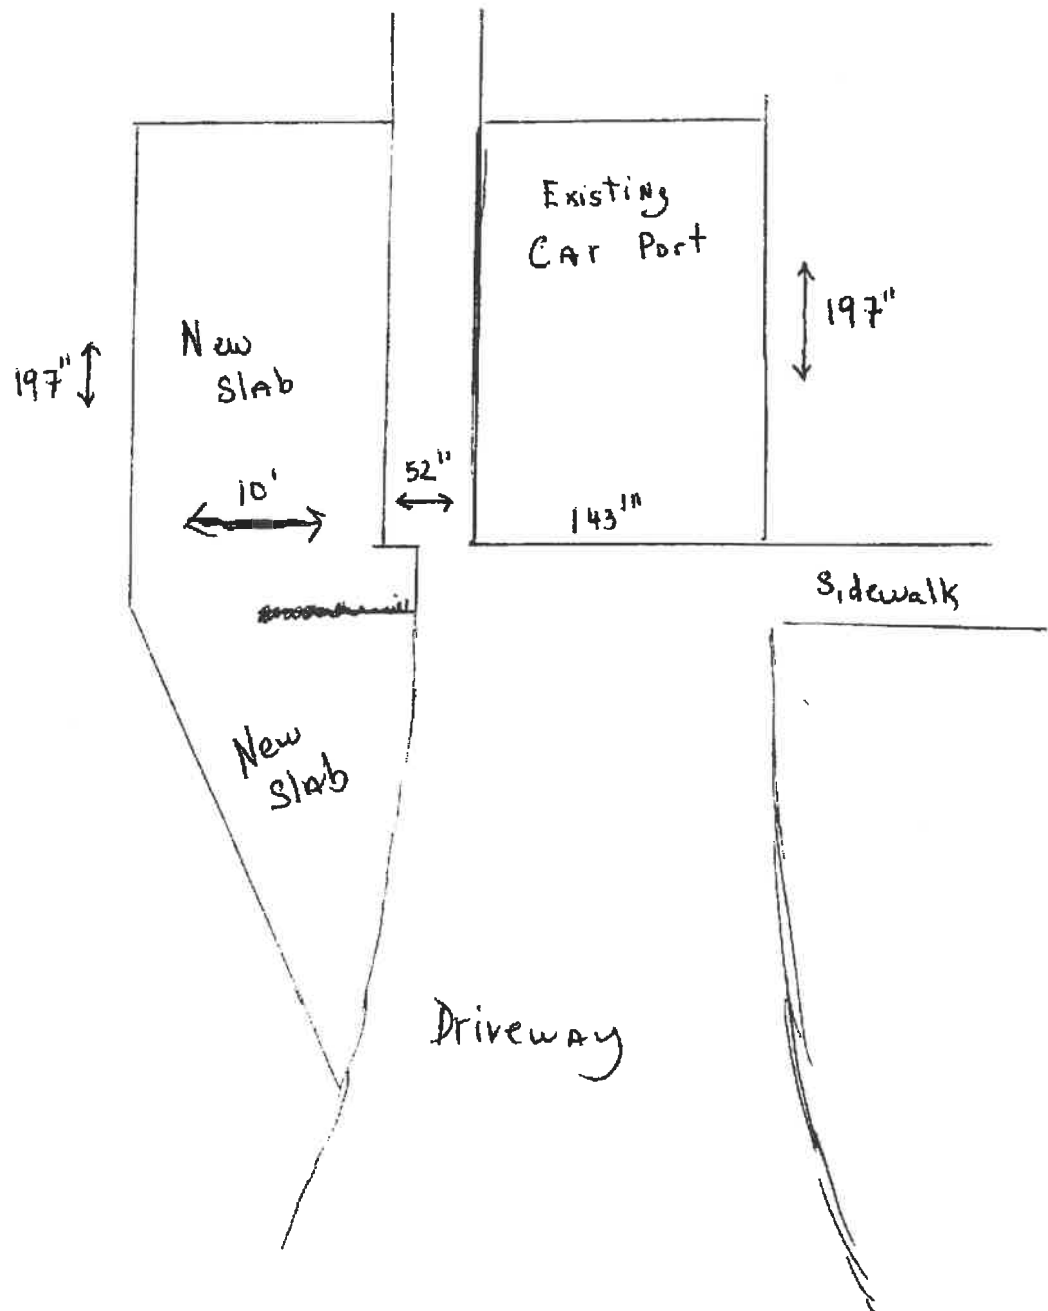 Existing
Car Port
197"
New
Slab
197"
10'
52"
143"
Sidewalk
New
Slab
Driveway